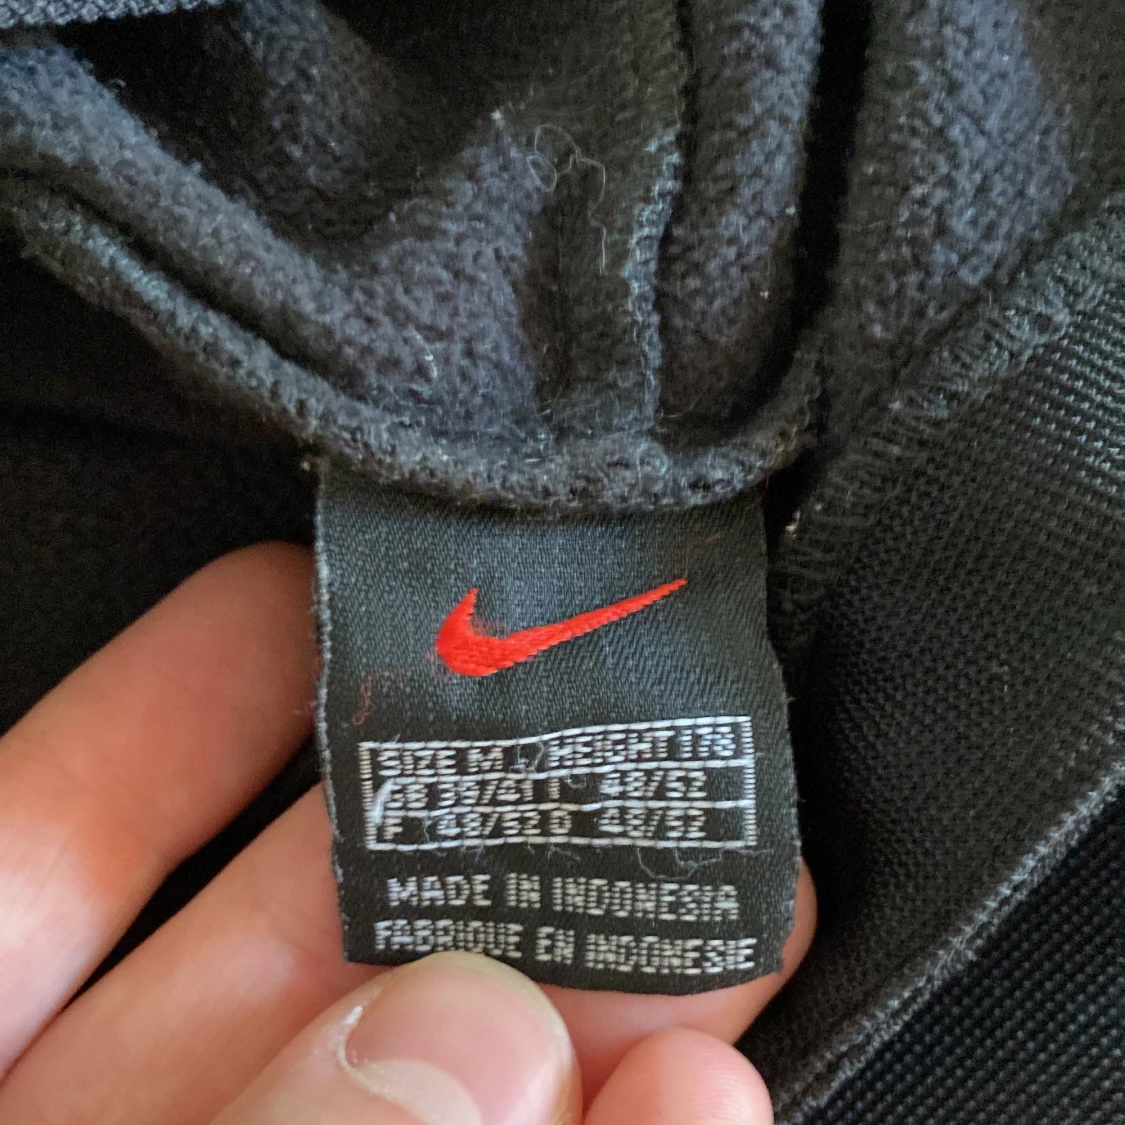 SIZE M HEIGHT 178
GB 39/41 I 48/52
F 48/52 D 48/52
MADE IN INDONESIA
FABRIQUE EN INDONESIE